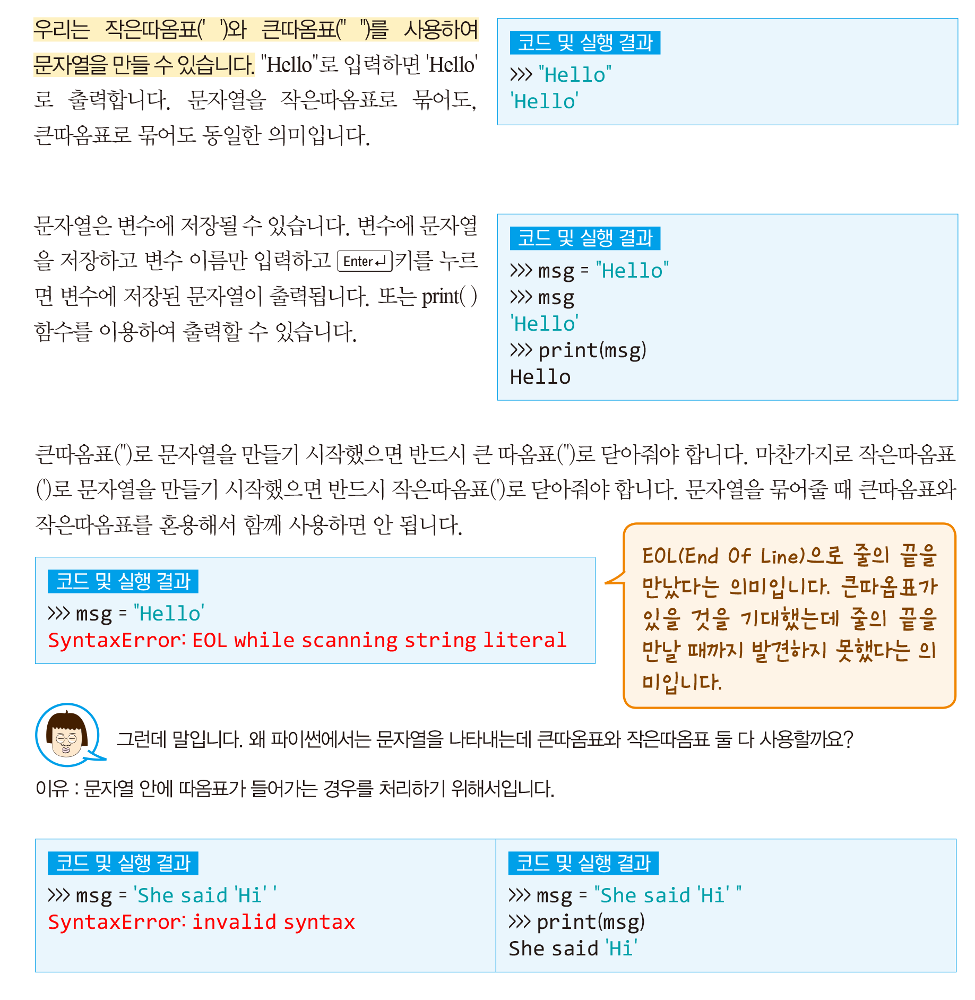 우리는 작은따옴표(' ')와 큰따옴표(" ")를 사용하여
문자열을 만들 수 있습니다. "Hello"로 입력하면 'Hello'
로 출력합니다. 문자열을 작은따옴표로 묶어도,
큰따옴표로 묶어도 동일한 의미입니다.
코드 및 실행 결과
>>> "Hello"
'Hello'
문자열은 변수에 저장될 수 있습니다. 변수에 문자열
을 저장하고 변수 이름만 입력하고 Enter↵키를 누르
면 변수에 저장된 문자열이 출력됩니다. 또는 print( )
함수를 이용하여 출력할 수 있습니다.
코드 및 실행 결과
>>> msg = "Hello"
>>> msg
'Hello'
>>> print(msg)
Hello
큰따옴표(")로 문자열을 만들기 시작했으면 반드시 큰 따옴표(")로 닫아줘야 합니다. 마찬가지로 작은따옴표
(')로 문자열을 만들기 시작했으면 반드시 작은따옴표(')로 닫아줘야 합니다. 문자열을 묶어줄 때 큰따옴표와
작은따옴표를 혼용해서 함께 사용하면 안 됩니다.
코드 및 실행 결과
>>> msg = "Hello'
SyntaxError: EOL while scanning string literal
EOL(End Of Line)으로 줄의 끝을
만났다는 의미입니다. 큰따옴표가
있을 것을 기대했는데 줄의 끝을
만날 때까지 발견하지 못했다는 의
미입니다.
그런데 말입니다. 왜 파이썬에서는 문자열을 나타내는데 큰따옴표와 작은따옴표 둘 다 사용할까요?
이유 : 문자열 안에 따옴표가 들어가는 경우를 처리하기 위해서입니다.
코드 및 실행 결과
>>> msg = 'She said 'Hi' '
SyntaxError: invalid syntax
코드 및 실행 결과
>>> msg = "She said 'Hi' "
>>> print(msg)
She said 'Hi'